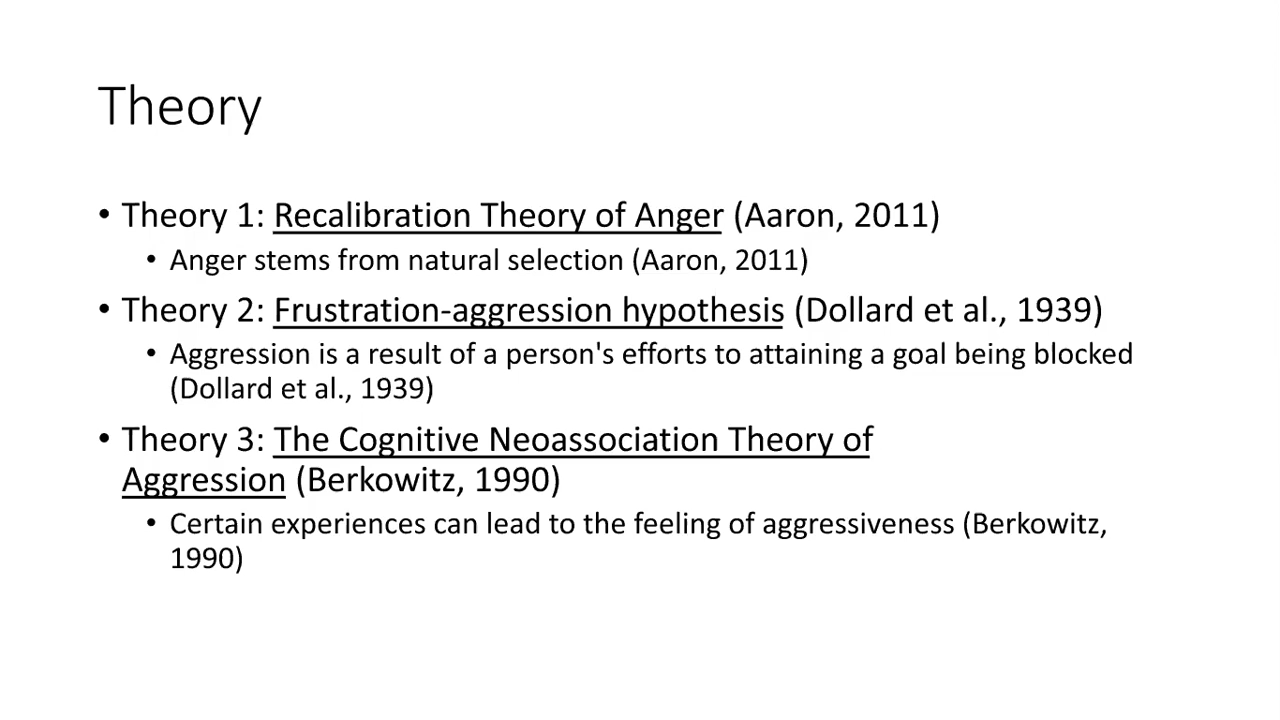 Theory
• Theory 1: Recalibration Theory of Anger (Aaron, 2011)
• Anger stems from natural selection (Aaron, 2011)
• Theory 2: Frustration-aggression hypothesis (Dollard et al., 1939)
• Aggression is a result of a person's efforts to attaining a goal being blocked
(Dollard et al., 1939)
• Theory 3: The Cognitive Neoassociation Theory of
Aggression (Berkowitz, 1990)
• Certain experiences can lead to the feeling of aggressiveness (Berkowitz,
1990)